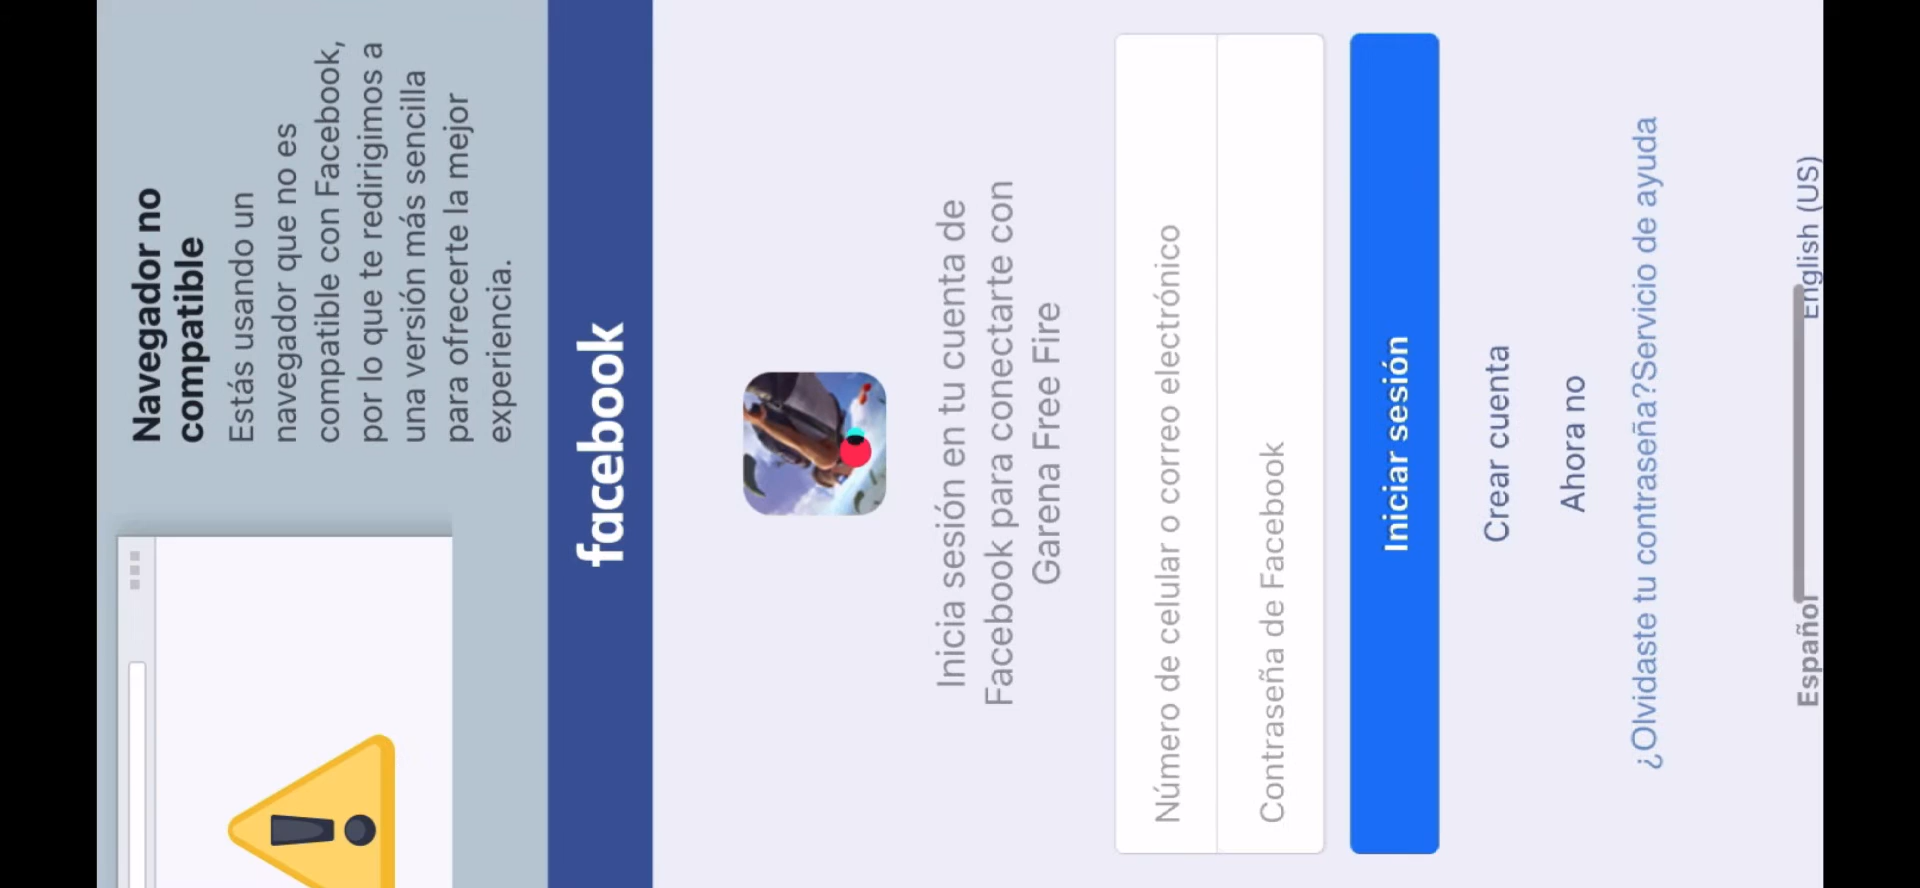 Navegador no
compatible
Estás usando un
navegador que no es
compatible con Facebook,
por lo que te redirigimos a
una versión más sencilla
para ofrecerte la mejor
experiencia.
facebook
Inicia sesión en tu cuenta de
Facebook para conectarte con
Garena Free Fire
Número de celular o correo electrónico
Contraseña de Facebook
Iniciar sesión
Crear cuenta
Ahora no
¿Olvidaste tu contraseña?Servicio de ayuda
Español English (US)